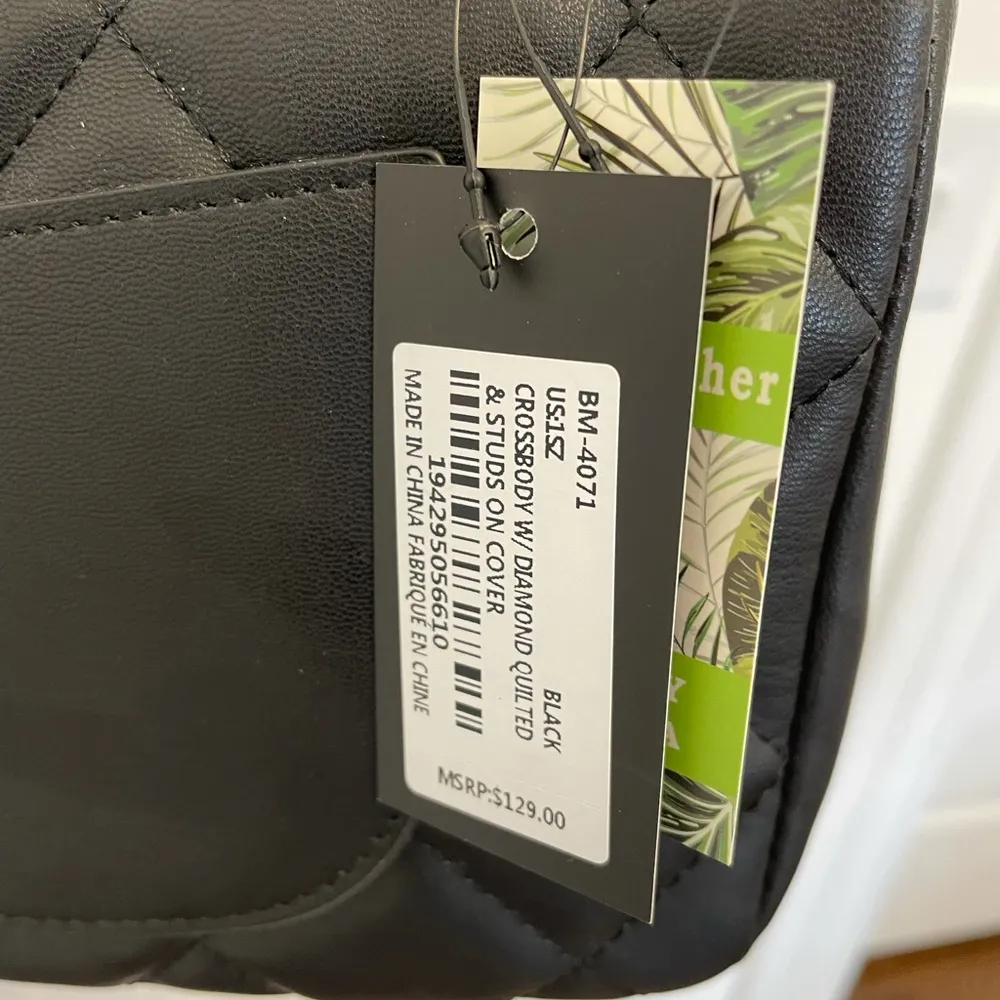 BM-4071
US:1SZ BLACK
CROSSBODY W/ DIAMOND QUILTED
& STUDS ON COVER
194295056610
MADE IN CHINA FABRIQUÉ EN CHINE
MSRP:$129.00
her
Y
A